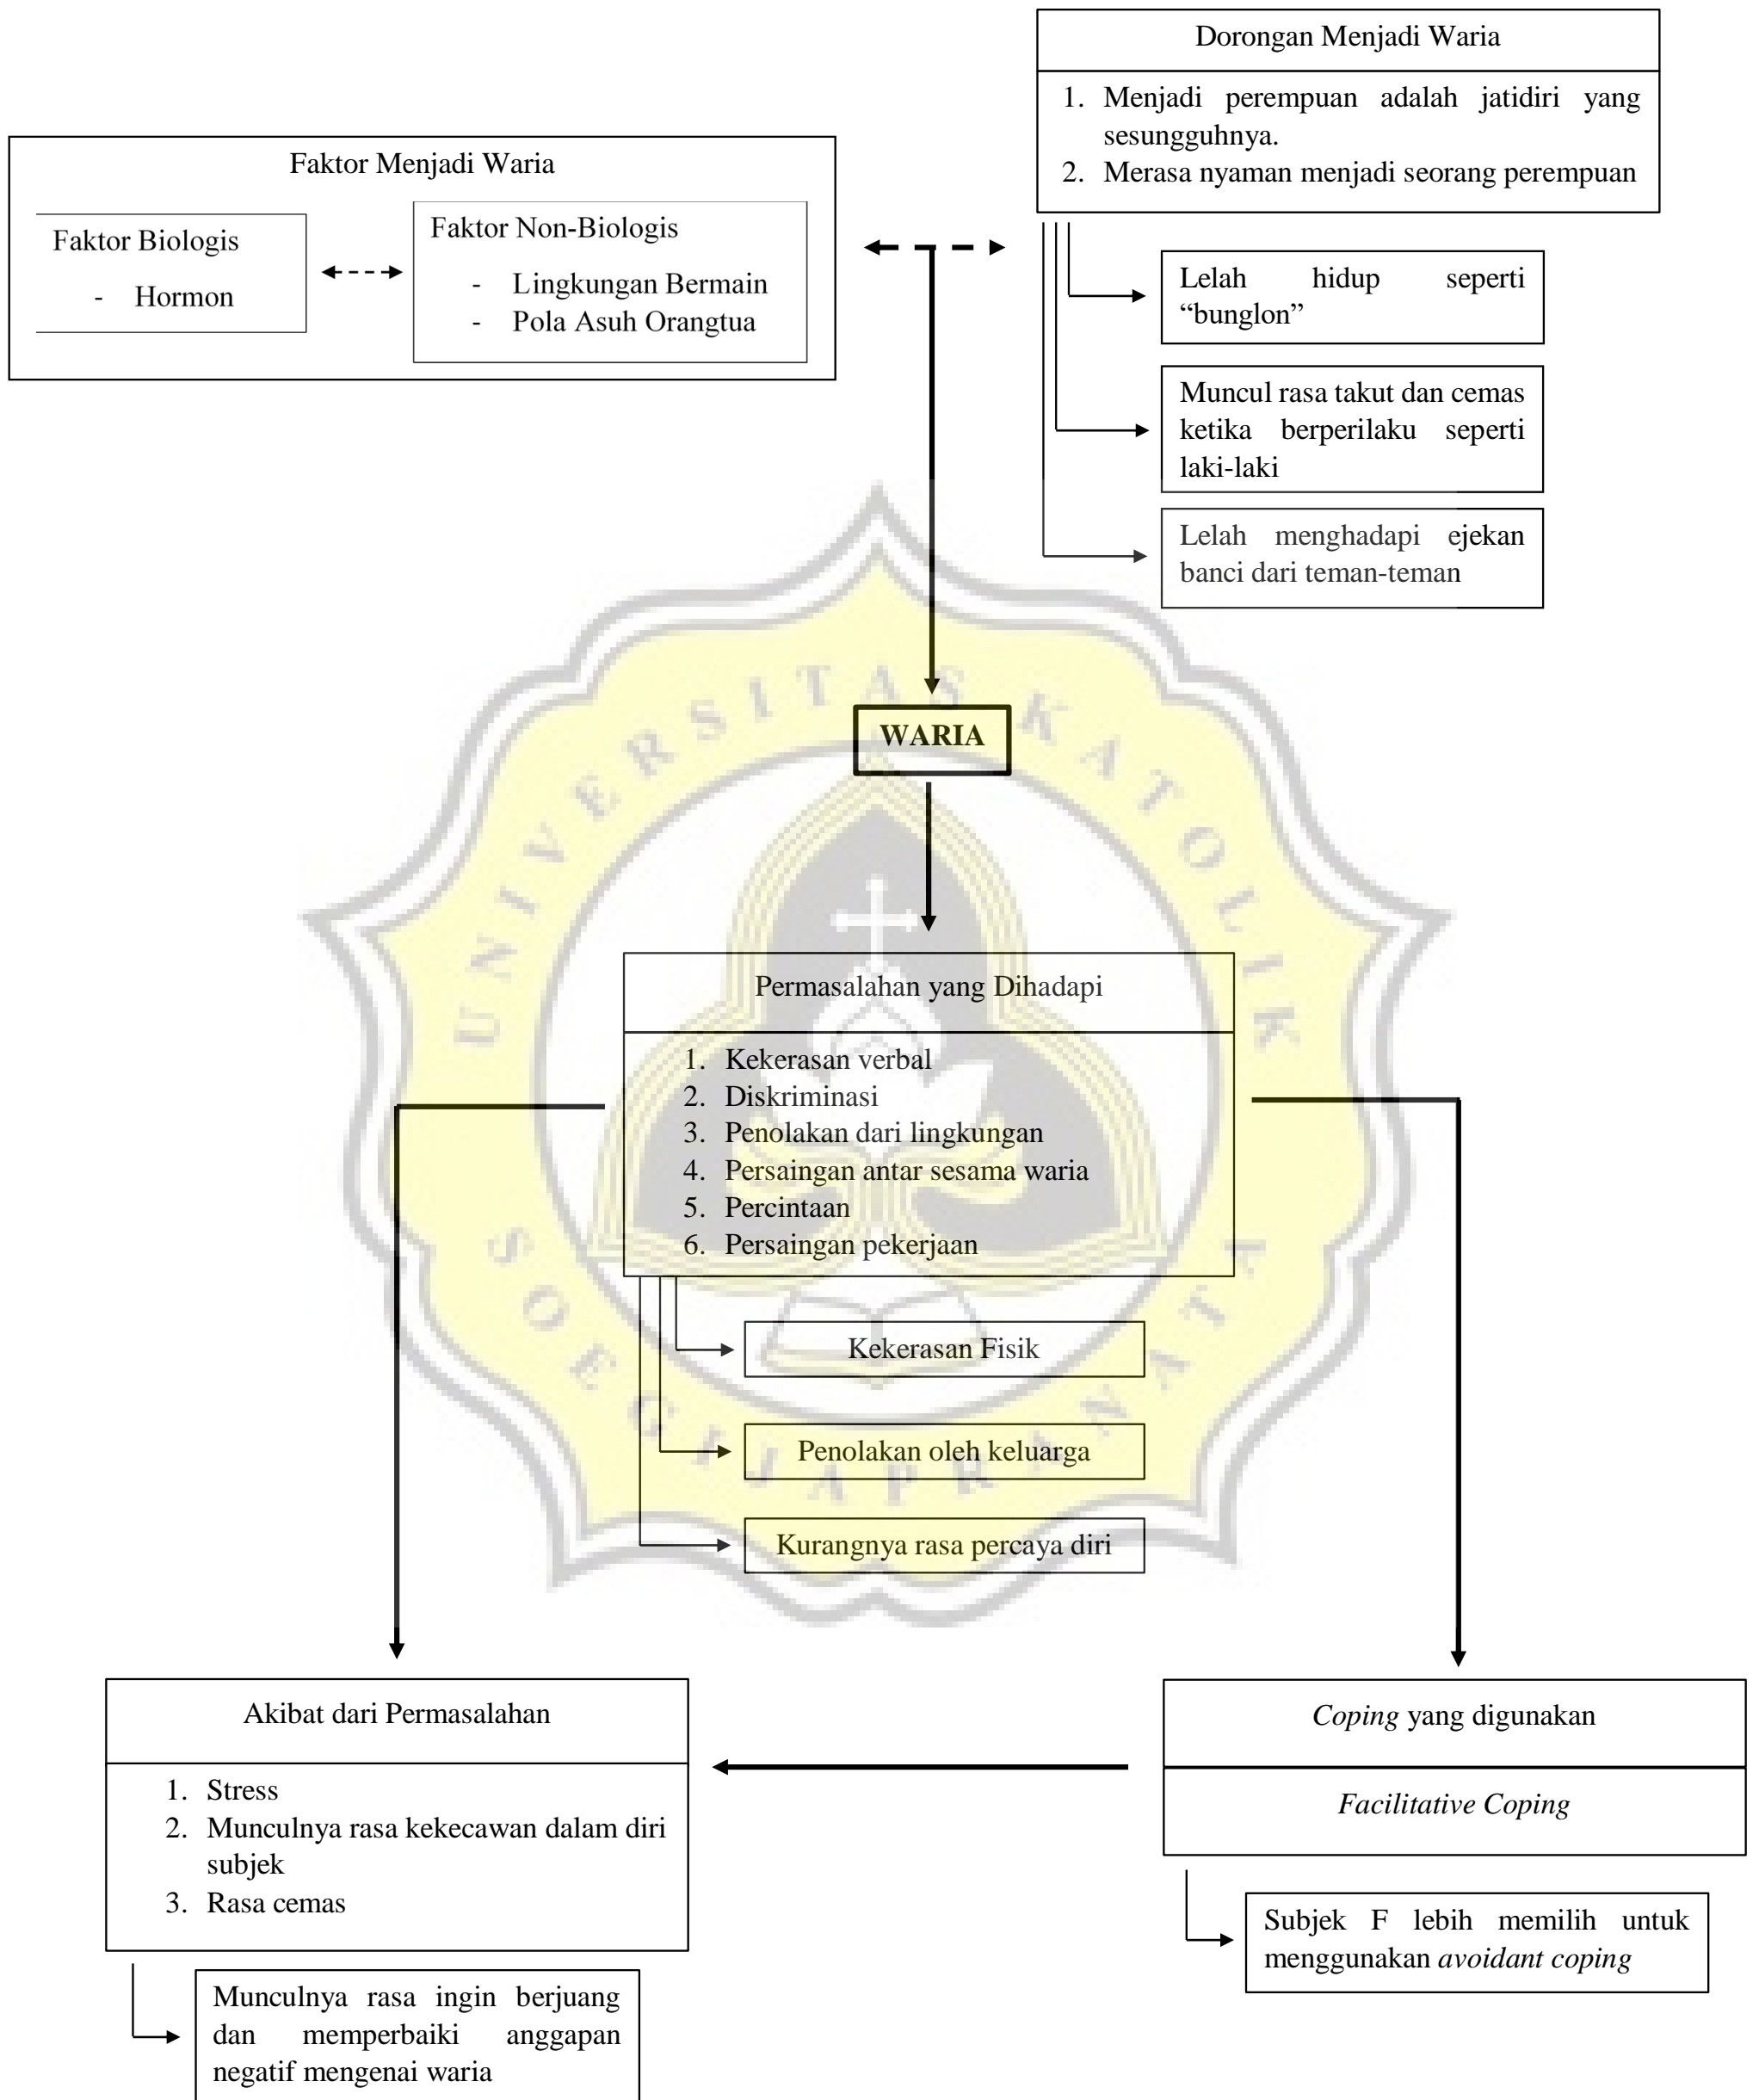 Dorongan Menjadi Waria
1. Menjadi perempuan adalah jatidiri yang
sesungguhnya.
2. Merasa nyaman menjadi seorang perempuan
Faktor Menjadi Waria
Faktor Biologis
- Hormon
Faktor Non-Biologis
- Lingkungan Bermain
- Pola Asuh Orangtua
Lelah hidup seperti
“bunglon”
Muncul rasa takut dan cemas
ketika berperilaku seperti
laki-laki
Lelah menghadapi ejekan
banci dari teman-teman
UNIVERSITAS KATOLIK
SOEGIJAPRANATA
WARIA
Permasalahan yang Dihadapi
1. Kekerasan verbal
2. Diskriminasi
3. Penolakan dari lingkungan
4. Persaingan antar sesama waria
5. Percintaan
6. Persaingan pekerjaan
Kekerasan Fisik
Penolakan oleh keluarga
Kurangnya rasa percaya diri
Akibat dari Permasalahan
1. Stress
2. Munculnya rasa kekecawan dalam diri
subjek
3. Rasa cemas
Munculnya rasa ingin berjuang
dan memperbaiki anggapan
negatif mengenai waria
Coping yang digunakan
Facilitative Coping
Subjek F lebih memilih untuk
menggunakan avoidant coping